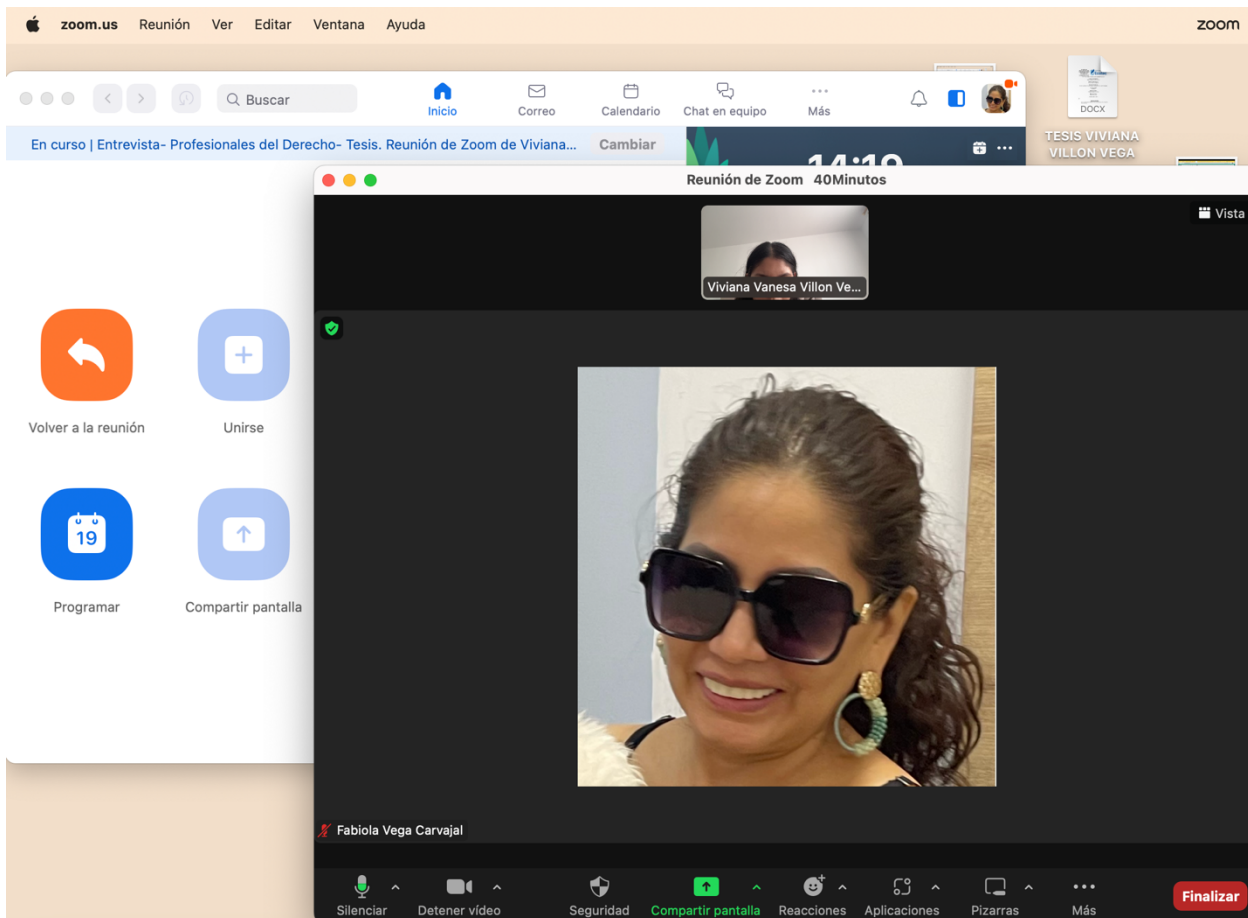 zoom.us Reunión Ver Editar Ventana Ayuda zoom
Buscar
Inicio Correo Calendario Chat en equipo Más
DOCX
TESIS VIVIANA
VILLON VEGA
En curso | Entrevista- Profesionales del Derecho- Tesis. Reunión de Zoom de Viviana... Cambiar
14:19
Reunión de Zoom 40Minutos
Vista
Viviana Vanesa Villon Ve...
Volver a la reunión Unirse
19
Programar Compartir pantalla
Fabiola Vega Carvajal
Silenciar Detener vídeo Seguridad Compartir pantalla Reacciones Aplicaciones Pizarras Más Finalizar